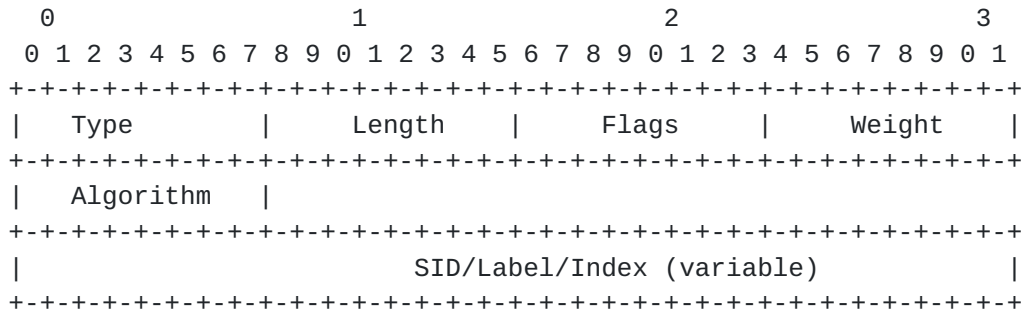 0                   1                   2                   3
 0 1 2 3 4 5 6 7 8 9 0 1 2 3 4 5 6 7 8 9 0 1 2 3 4 5 6 7 8 9 0 1
+-+-+-+-+-+-+-+-+-+-+-+-+-+-+-+-+-+-+-+-+-+-+-+-+-+-+-+-+-+-+-+-+
|   Type        |     Length    |     Flags     |     Weight    |
+-+-+-+-+-+-+-+-+-+-+-+-+-+-+-+-+-+-+-+-+-+-+-+-+-+-+-+-+-+-+-+-+
|   Algorithm   |
+-+-+-+-+-+-+-+-+-+-+-+-+-+-+-+-+-+-+-+-+-+-+-+-+-+-+-+-+-+-+-+-+
|                         SID/Label/Index (variable)            |
+-+-+-+-+-+-+-+-+-+-+-+-+-+-+-+-+-+-+-+-+-+-+-+-+-+-+-+-+-+-+-+-+